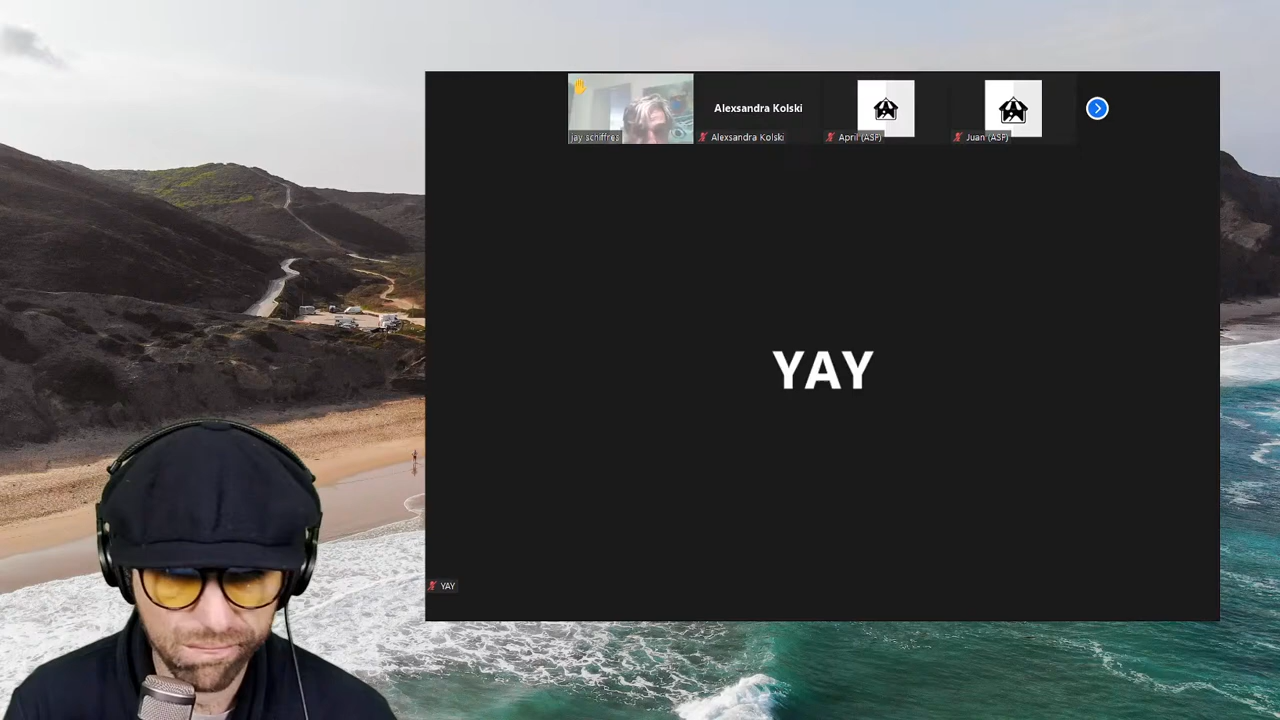 Alexsandra Kolski
jay schiffres
Alexsandra Kolski
April (ASF)
Juan (ASF)
YAY
YAY